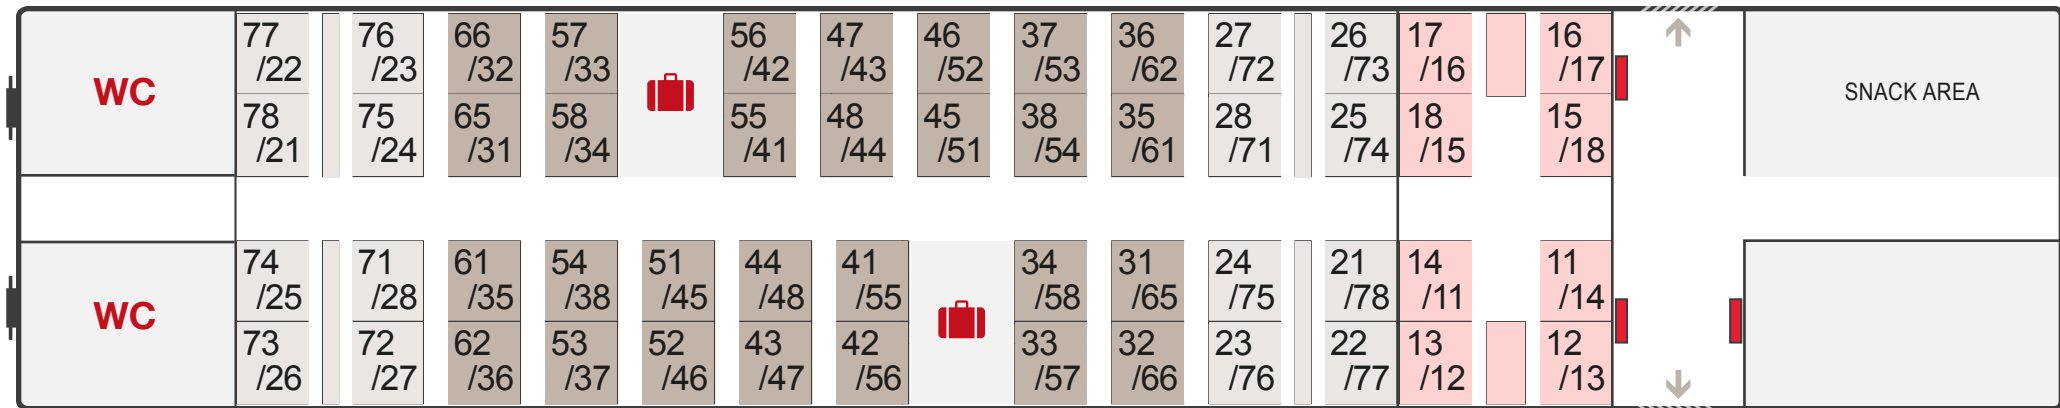 77 76 66 57 56 47 46 37 36 27 26 17 16
/22 /23 /32 /33 /42 /43 /52 /53 /62 /72 /73 /16 /17
WC SNACK AREA
78 75 65 58 55 48 45 38 35 28 25 18 15
/21 /24 /31 /34 /41 /44 /51 /54 /61 /71 /74 /15 /18
74 71 61 54 51 44 41 34 31 24 21 14 11
/25 /28 /35 /38 /45 /48 /55 /58 /65 /75 /78 /11 /14
WC
73 72 62 53 52 43 42 33 32 23 22 13 12
/26 /27 /36 /37 /46 /47 /56 /57 /66 /76 /77 /12 /13